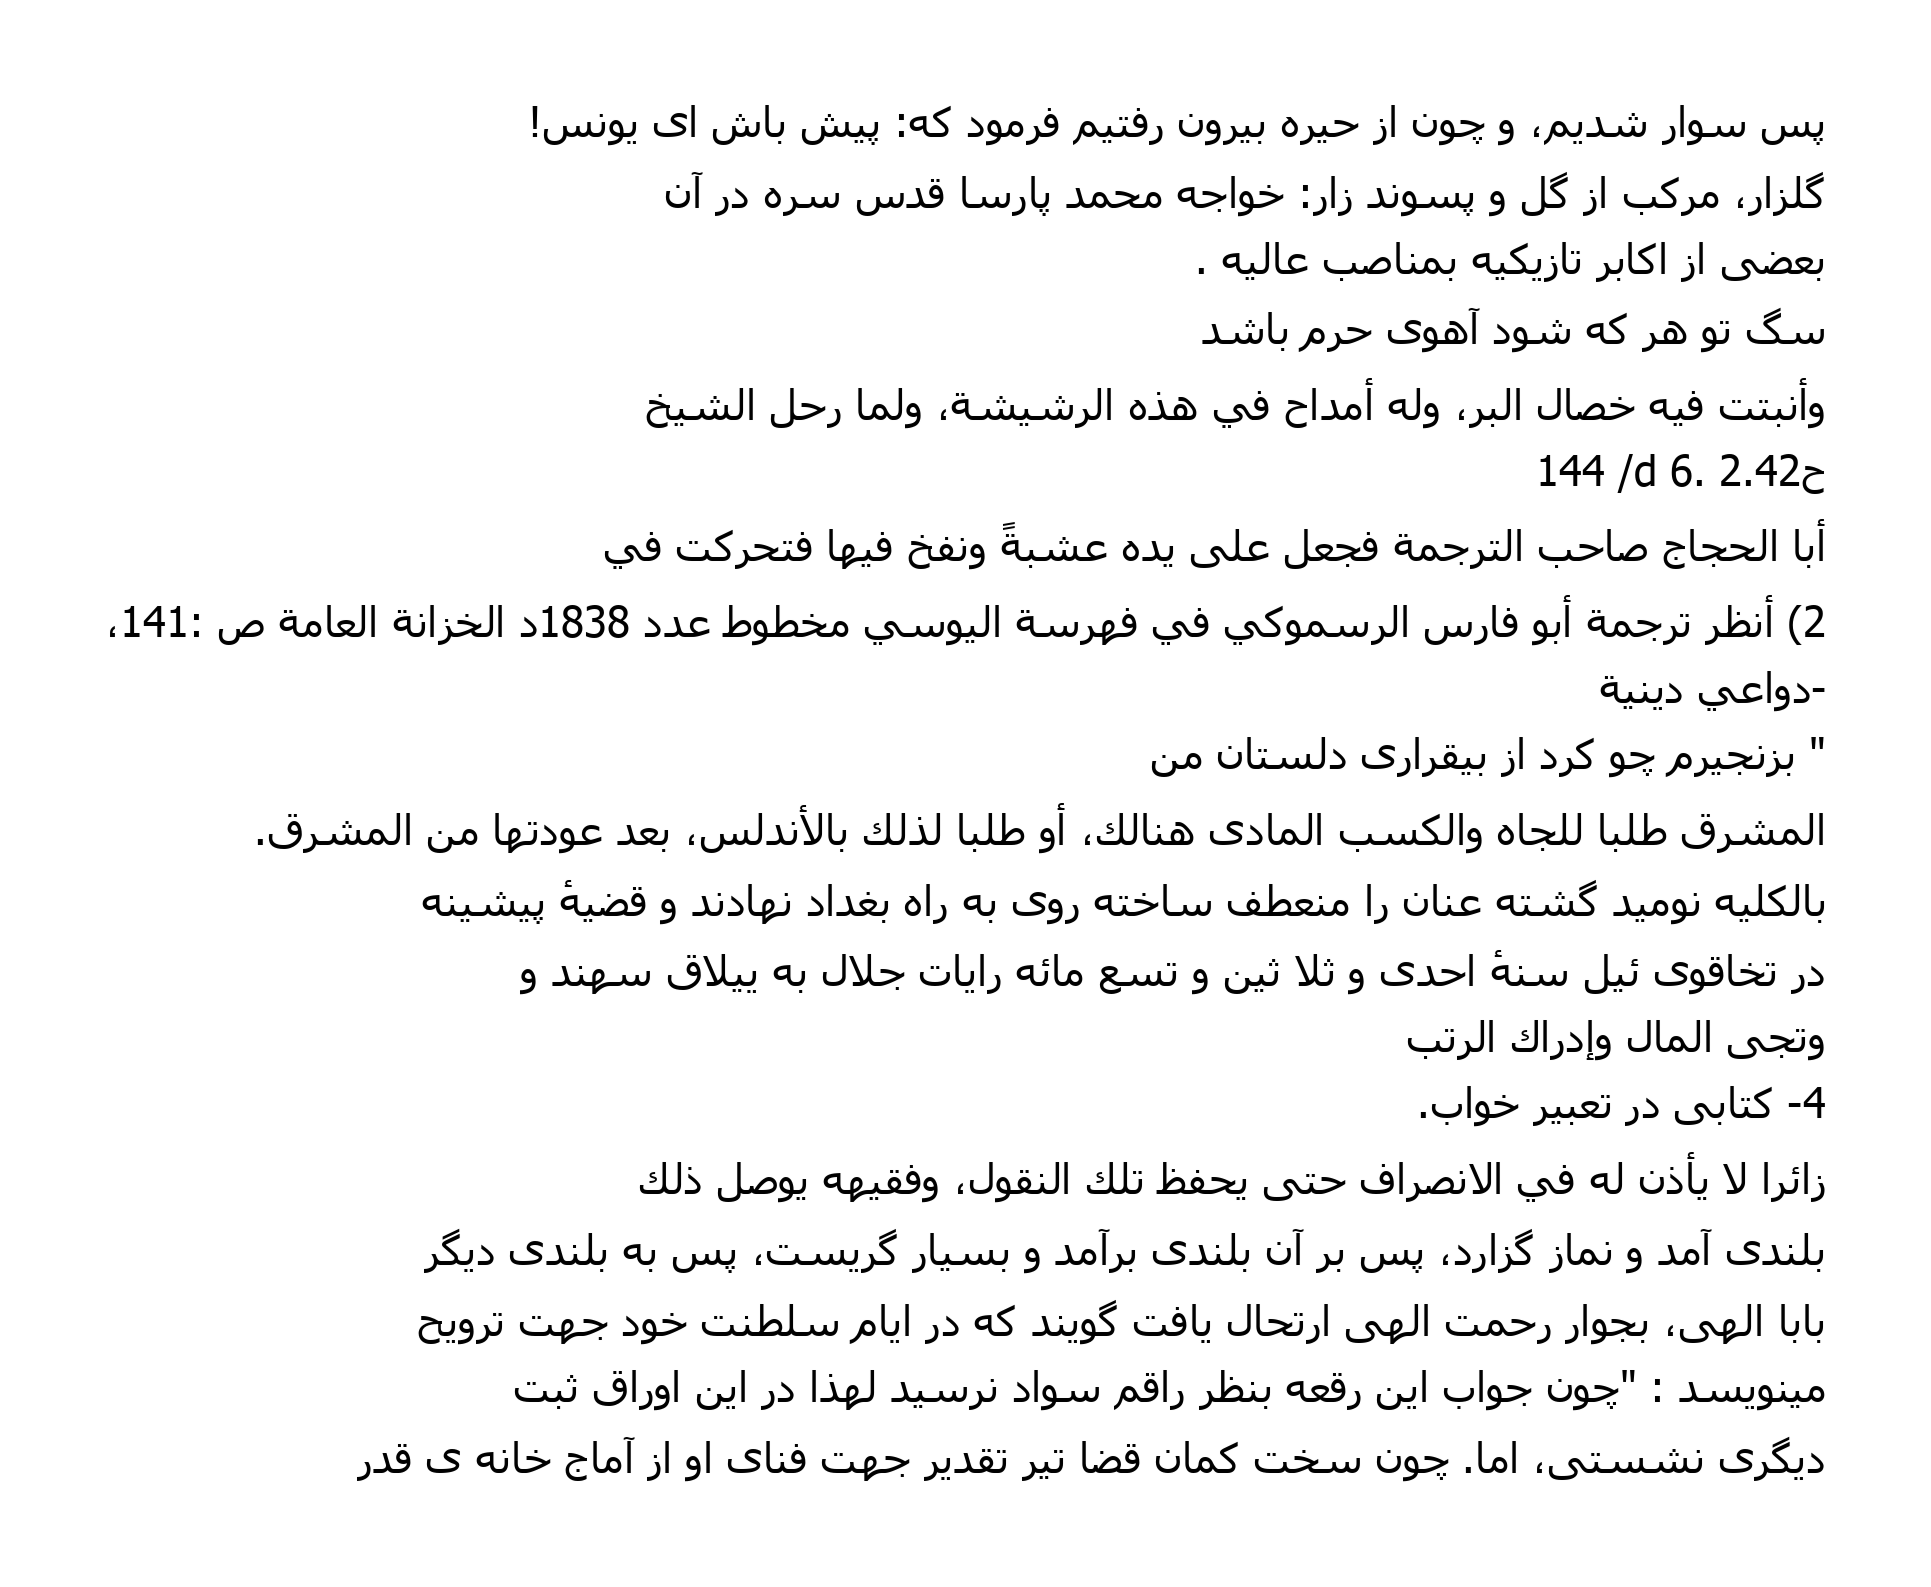 پس سوار شدیم، و چون از حیره بیرون رفتیم فرمود که: پیش باش ای یونس!
گلزار، مرکب از گل و پسوند زار: خواجه محمد پارسا قدس سره در آن
بعضی از اکابر تازیکیه بمناصب عالیه .
سگ تو هر که شود آهوی حرم باشد
وأنبتت فيه خصال البر، وله أمداح في هذه الرشيشة، ولما رحل الشيخ
ح2.42 .6 d/ 144
أبا الحجاج صاحب الترجمة فجعل على يده عشبةً ونفخ فيها فتحركت في
2) أنظر ترجمة أبو فارس الرسموكي في فهرسة اليوسي مخطوط عدد 1838د الخزانة العامة ص :141،
-دواعي دينية
" بزنجیرم چو کرد از بیقراری دلستان من
المشرق طلبا للجاه والكسب المادى هنالك، أو طلبا لذلك بالأندلس، بعد عودتها من المشرق.
بالکلیه نومید گشته عنان را منعطف ساخته روی به راه بغداد نهادند و قضیهٔ پیشینه
در تخاقوی ئیل سنهٔ احدی و ثلا ثین و تسع مائه رایات جلال به ییلاق سهند و
وتجى المال وإدراك الرتب
4- کتابی در تعبیر خواب.
زائرا لا يأذن له في الانصراف حتى يحفظ تلك النقول، وفقيهه يوصل ذلك
بلندی آمد و نماز گزارد، پس بر آن بلندی برآمد و بسیار گریست، پس به بلندی دیگر
بابا الهی، بجوار رحمت الهی ارتحال یافت گویند که در ایام سلطنت خود جهت ترویح
مینویسد : "چون جواب این رقعه بنظر راقم سواد نرسید لهذا در این اوراق ثبت
دیگری نشستی، اما. چون سخت کمان قضا تیر تقدیر جهت فنای او از آماج خانه ی قدر